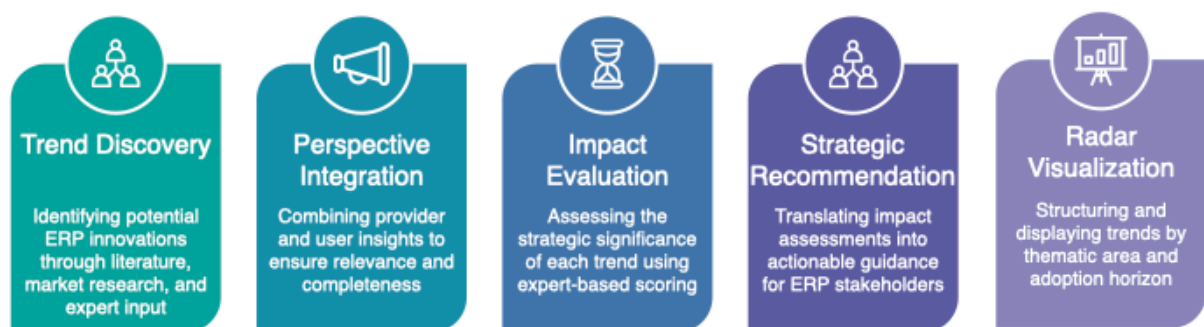 Trend Discovery
Identifying potential
ERP innovations
through literature,
market research, and
expert input
Perspective
Integration
Combining provider
and user insights to
ensure relevance and
completeness
Impact
Evaluation
Assessing the
strategic significance
of each trend using
expert-based scoring
Strategic
Recommendation
Translating impact
assessments into
actionable guidance
for ERP stakeholders
Radar
Visualization
Structuring and
displaying trends by
thematic area and
adoption horizon